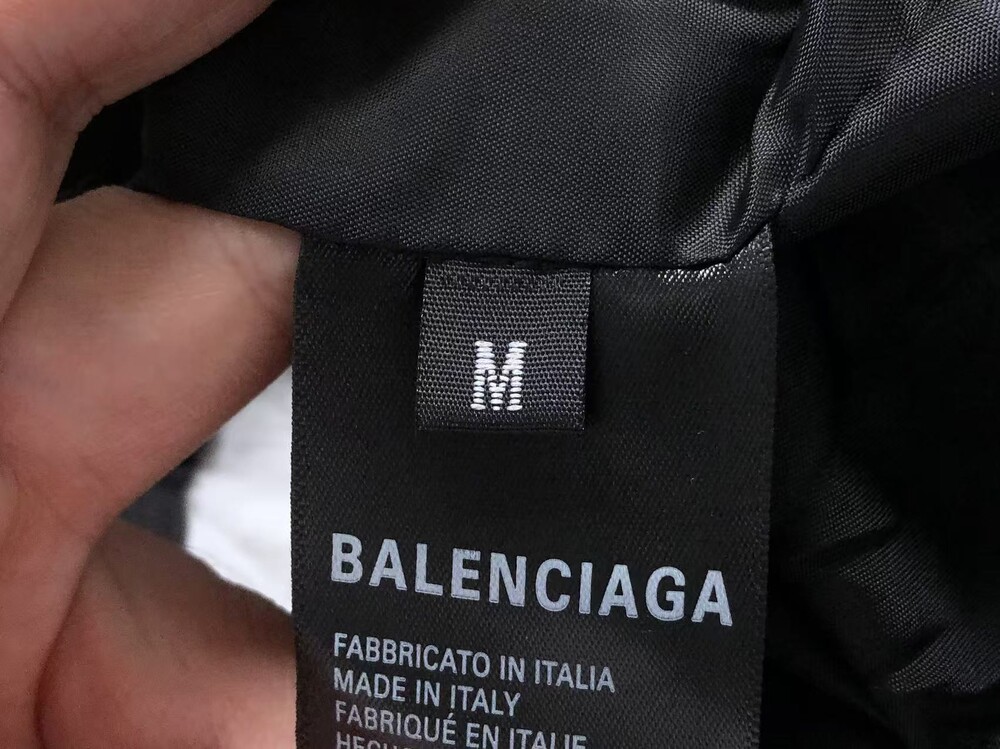 M
BALENCIAGA
FABBRICATO IN ITALIA
MADE IN ITALY
FABRIQUÉ EN ITALIE